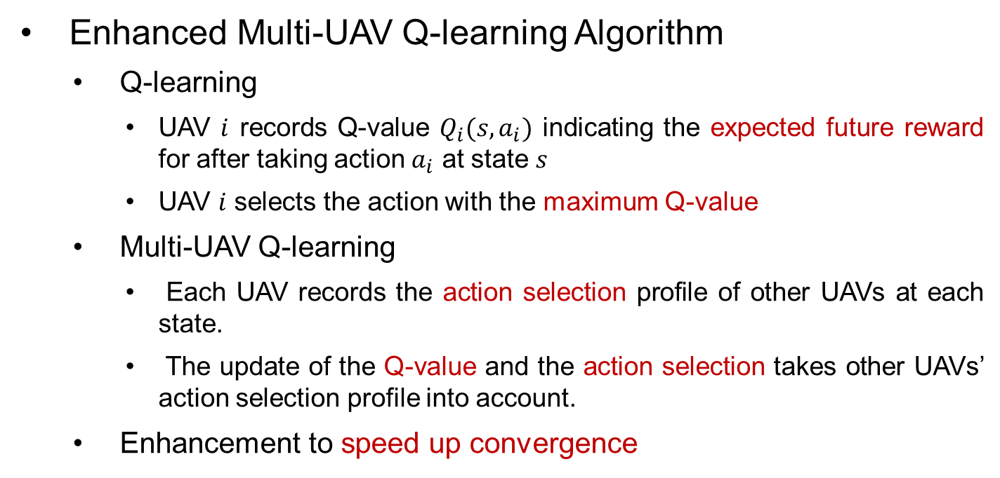 • Enhanced Multi-UAV Q-learning Algorithm
• Q-learning
• UAV 𝑖 records Q-value 𝑄ᵢ(𝑠, 𝑎ᵢ) indicating the expected future reward
for after taking action 𝑎ᵢ at state 𝑠
• UAV 𝑖 selects the action with the maximum Q-value
• Multi-UAV Q-learning
• Each UAV records the action selection profile of other UAVs at each
state.
• The update of the Q-value and the action selection takes other UAVs’
action selection profile into account.
• Enhancement to speed up convergence